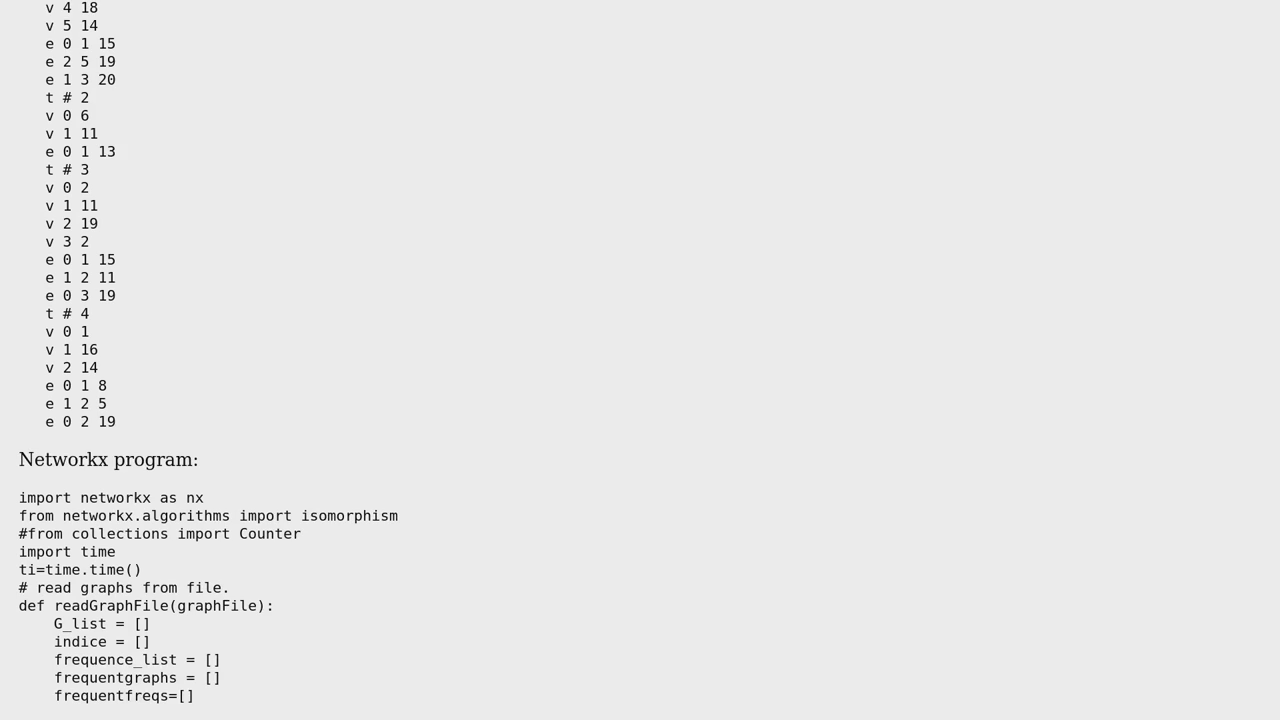 v 4 18
v 5 14
e 0 1 15
e 2 5 19
e 1 3 20
t # 2
v 0 6
v 1 11
e 0 1 13
t # 3
v 0 2
v 1 11
v 2 19
v 3 2
e 0 1 15
e 1 2 11
e 0 3 19
t # 4
v 0 1
v 1 16
v 2 14
e 0 1 8
e 1 2 5
e 0 2 19
Networkx program:
import networkx as nx
from networkx.algorithms import isomorphism
#from collections import Counter
import time
ti=time.time()
# read graphs from file.
def readGraphFile(graphFile):
    G_list = []
    indice = []
    frequence_list = []
    frequentgraphs = []
    frequentfreqs=[]